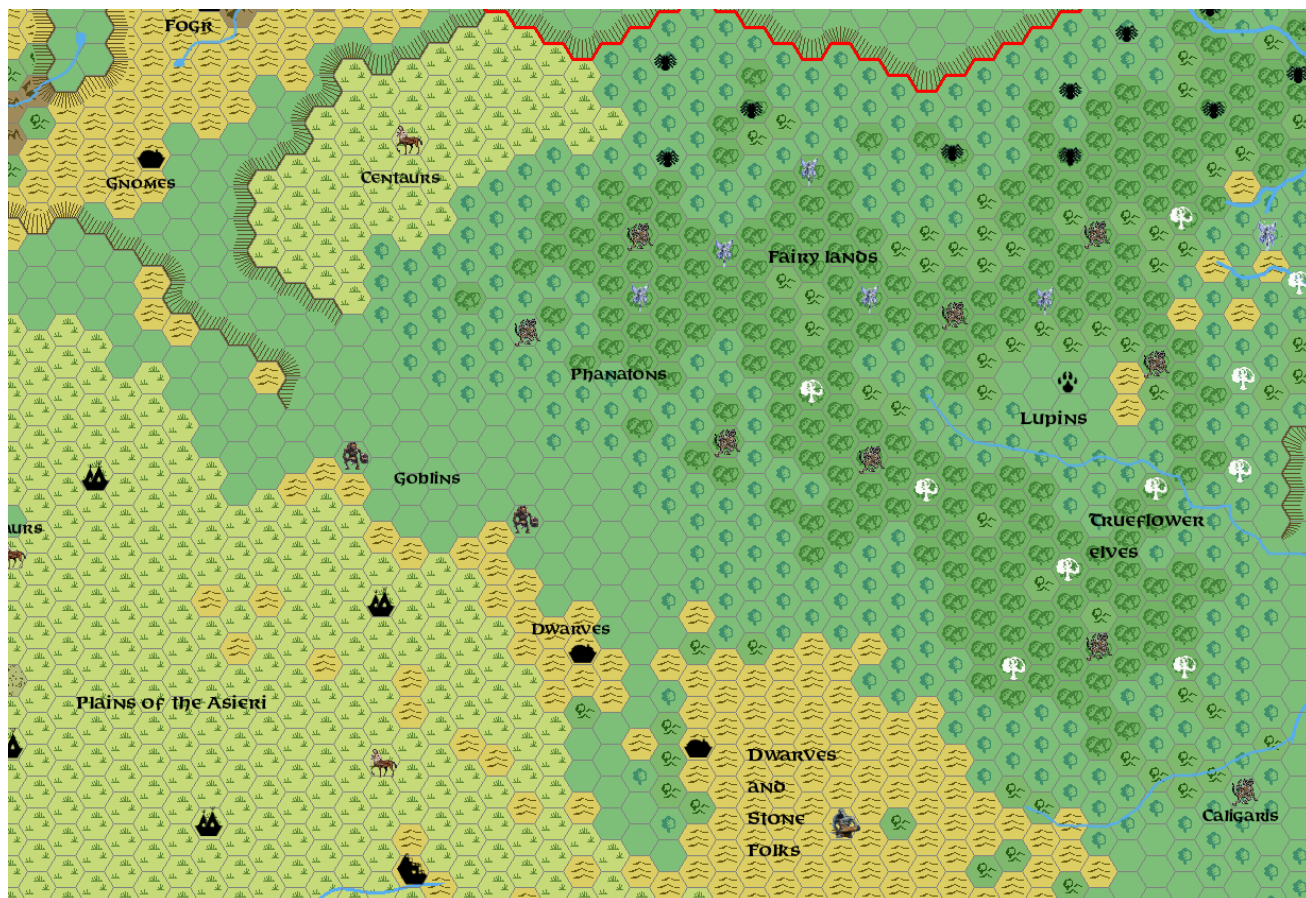 Fogr
Gnomes
Centaurs
Fairy lands
Phanatons
Lupins
Goblins
Trueflower
elves
aurs
Dwarves
Plains of the Asieri
Dwarves
and
Stone
Folks
Caligaris